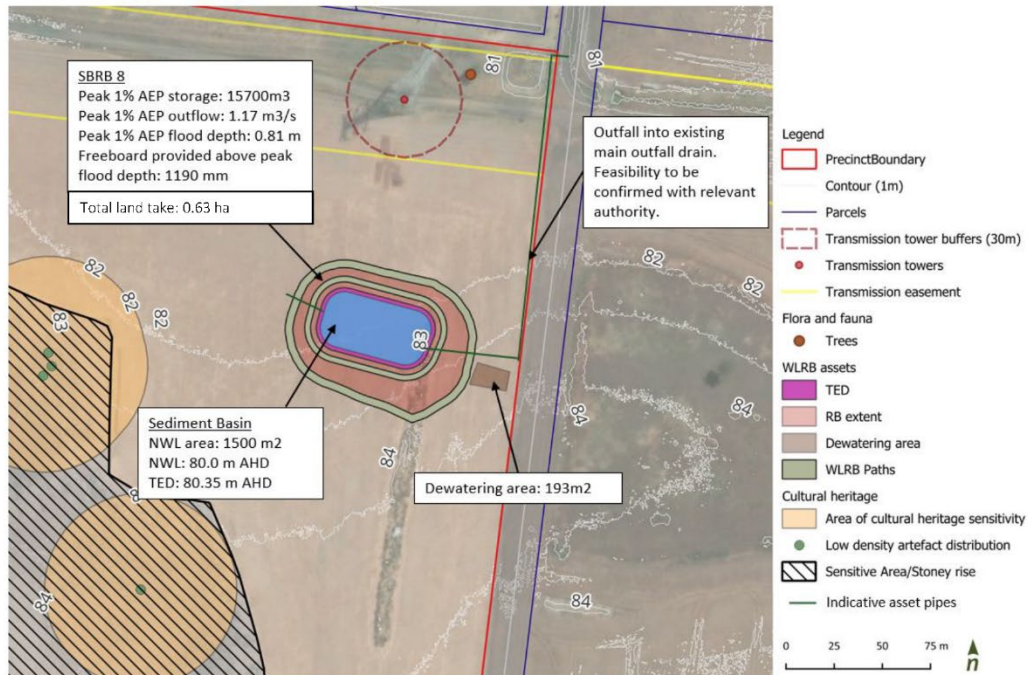 SBRB 8
Peak 1% AEP storage: 15700m3
Peak 1% AEP outflow: 1.17 m3/s
Peak 1% AEP flood depth: 0.81 m
Freeboard provided above peak
flood depth: 1190 mm
Total land take: 0.63 ha
81
81
Outfall into existing
main outfall drain.
Feasibility to be
confirmed with relevant
authority.
82
82
82
83
82
82
83
84
84
84
Sediment Basin
NWL area: 1500 m2
NWL: 80.0 m AHD
TED: 80.35 m AHD
Dewatering area: 193m2
84
84
Legend
PrecinctBoundary
Contour (1m)
Parcels
Transmission tower buffers (30m)
Transmission towers
Transmission easement
Flora and fauna
Trees
WLRB assets
TED
RB extent
Dewatering area
WLRB Paths
Cultural heritage
Area of cultural heritage sensitivity
Low density artefact distribution
Sensitive Area/Stoney rise
Indicative asset pipes
0 25 50 75 m
n